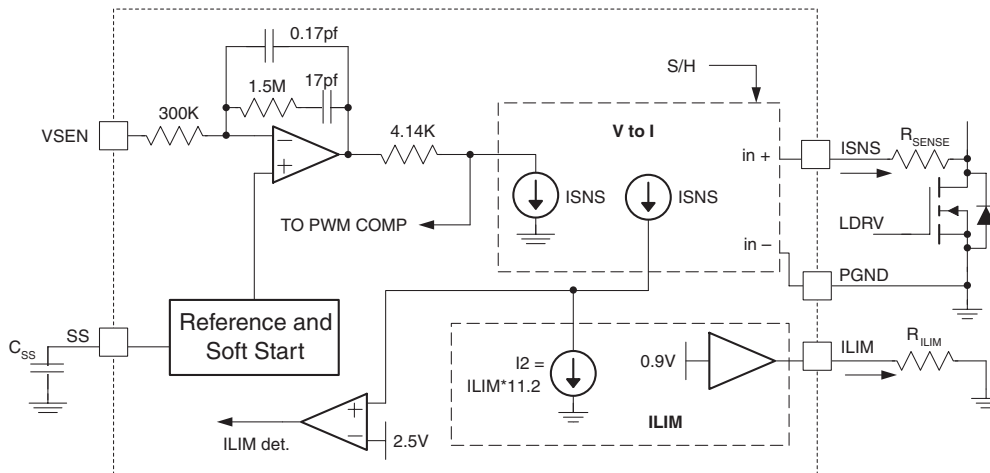 0.17pf
S/H
1.5M
17pf
300K
V to I
VSEN
−
+
4.14K
in +
ISNS
R_SENSE
ISNS
ISNS
LDRV
TO PWM COMP
in −
PGND
Reference and
Soft Start
SS
C_SS
I2 =
ILIM*11.2
0.9V
ILIM
R_ILIM
+
−
ILIM det.
2.5V
ILIM